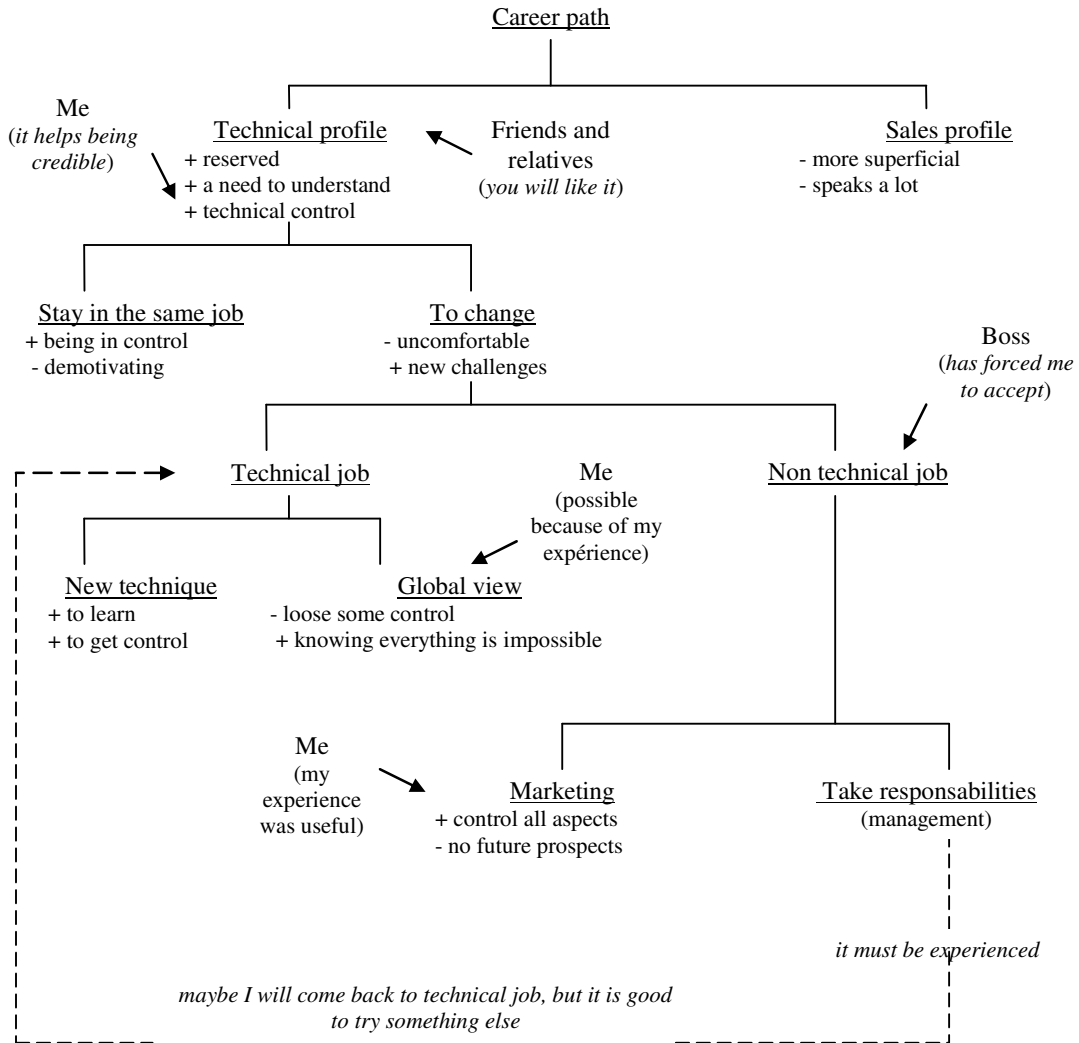 Career path
Me
(it helps being
credible)
Technical profile
+ reserved
+ a need to understand
+ technical control
Friends and
relatives
(you will like it)
Sales profile
- more superficial
- speaks a lot
Stay in the same job
+ being in control
- demotivating
To change
- uncomfortable
+ new challenges
Boss
(has forced me
to accept)
Technical job
Me
(possible
because of my
expérience)
Non technical job
New technique
+ to learn
+ to get control
Global view
- loose some control
+ knowing everything is impossible
Me
(my
experience
was useful)
Marketing
+ control all aspects
- no future prospects
Take responsabilities
(management)
it must be experienced
maybe I will come back to technical job, but it is good
to try something else